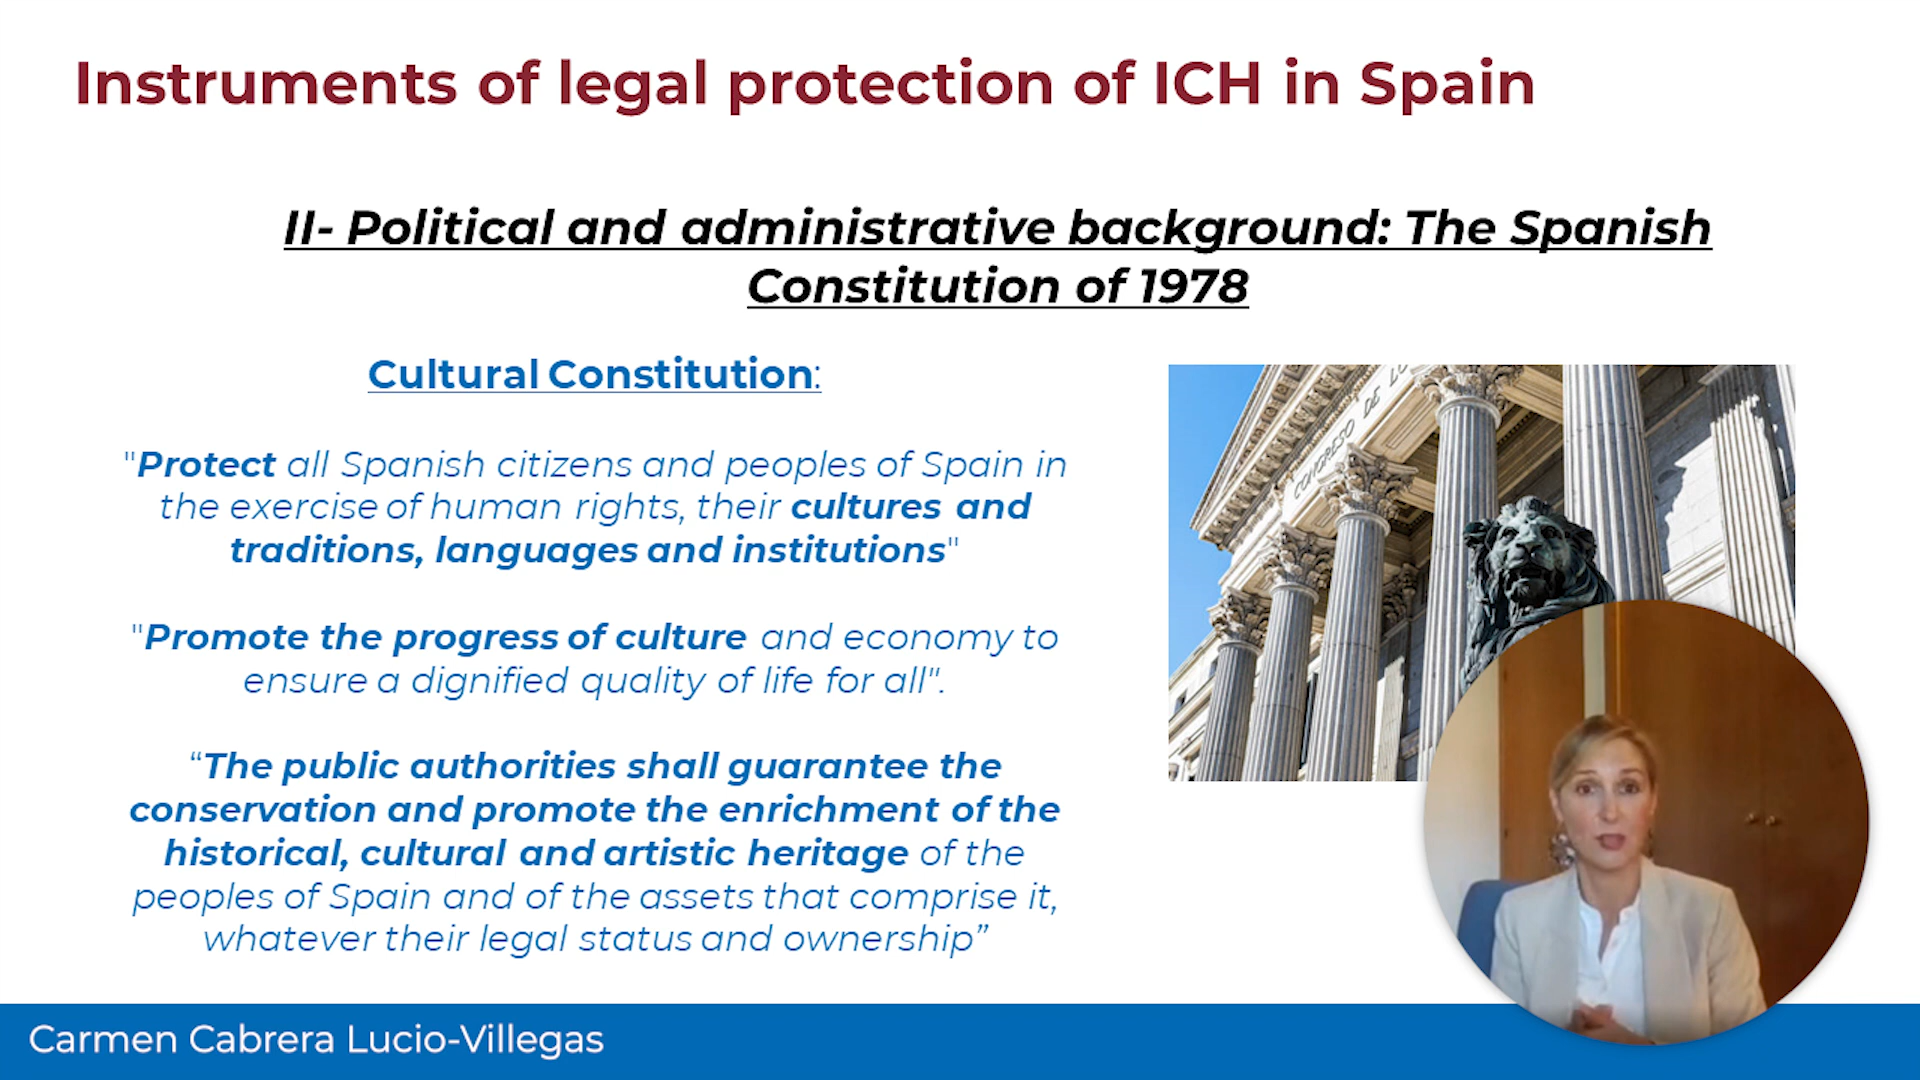 Instruments of legal protection of ICH in Spain
II- Political and administrative background: The Spanish
Constitution of 1978
Cultural Constitution:
"Protect all Spanish citizens and peoples of Spain in
the exercise of human rights, their cultures and
traditions, languages and institutions"
"Promote the progress of culture and economy to
ensure a dignified quality of life for all".
“The public authorities shall guarantee the
conservation and promote the enrichment of the
historical, cultural and artistic heritage of the
peoples of Spain and of the assets that comprise it,
whatever their legal status and ownership”
CONGRESO DE LO
Carmen Cabrera Lucio-Villegas